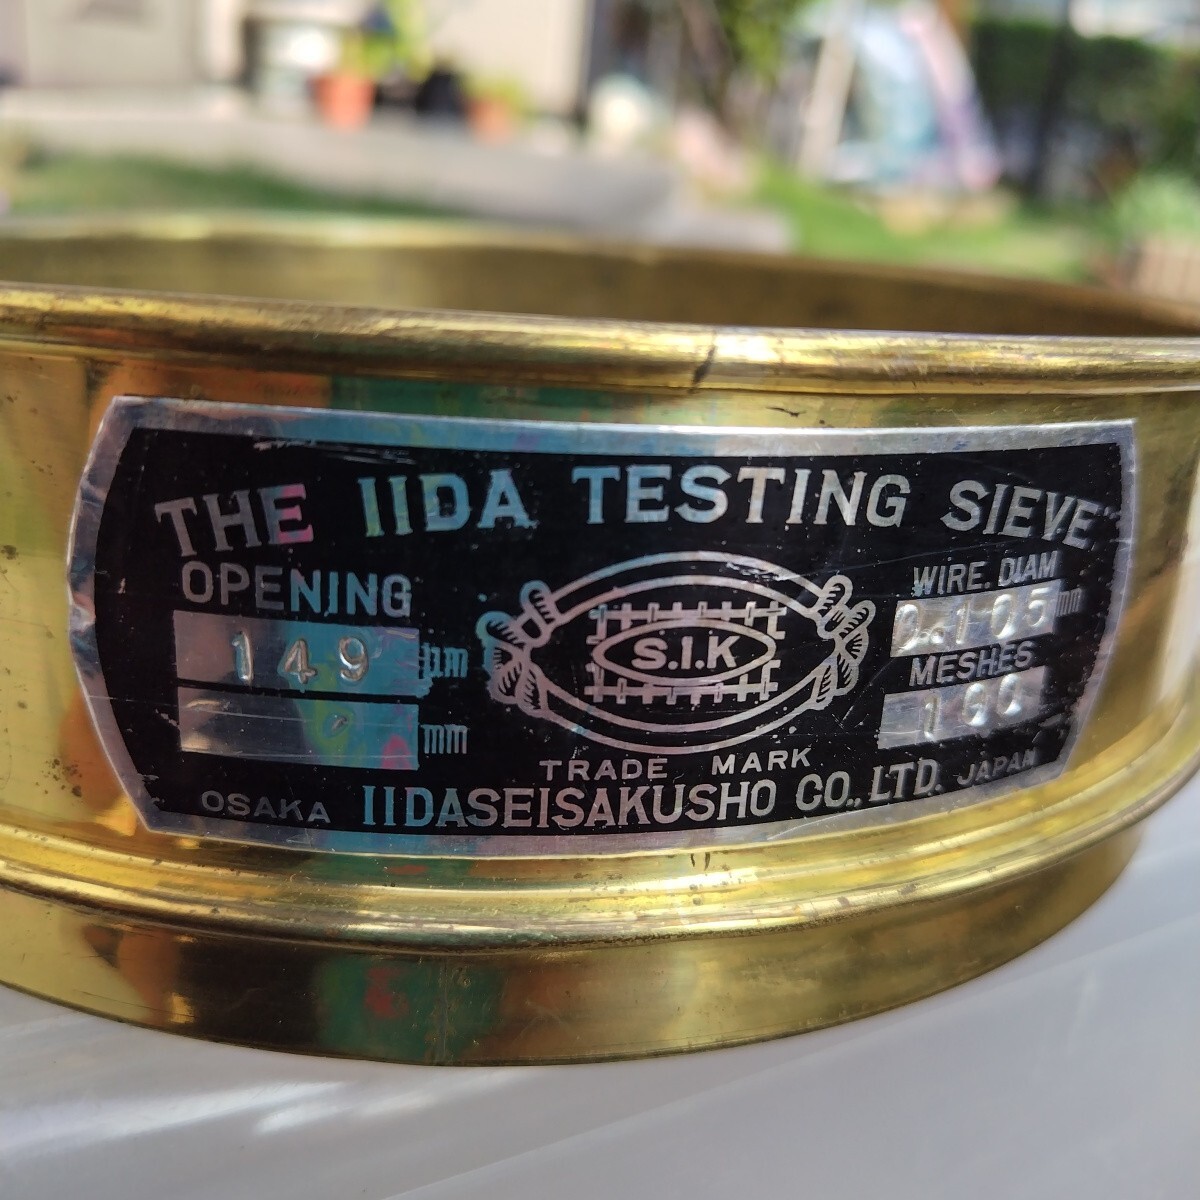 THE IIDA TESTING SIEVE
OPENING
149 μm
mm
S.I.K
WIRE. DIAM
0.105 mm
MESHES
100
TRADE MARK
OSAKA IIDASEISAKUSHO CO., LTD. JAPAN